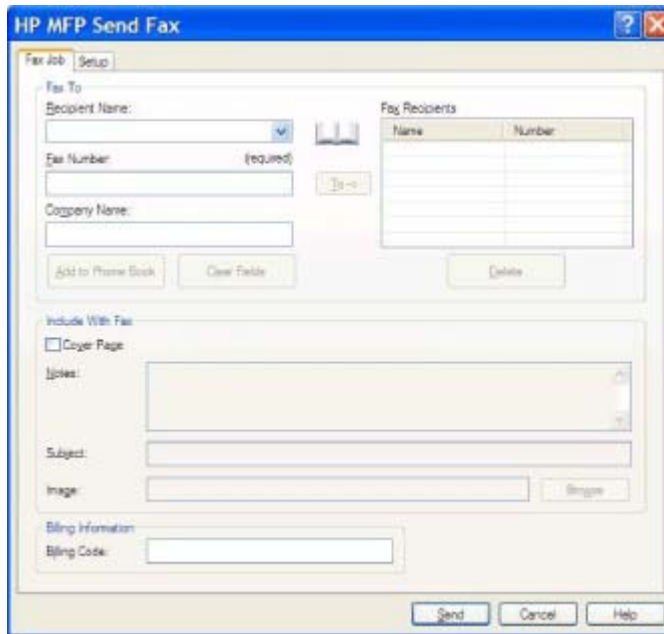 HP MFP Send Fax
Fax Job Setup
Fax To
Recipient Name:
Fax Recipients
Name Number
Fax Number (required)
To ->
Company Name:
Add to Phone Book Clear Fields Delete
Include With Fax
Cover Page
Notes:
Subject:
Image: Browse
Billing Information
Billing Code:
Send Cancel Help